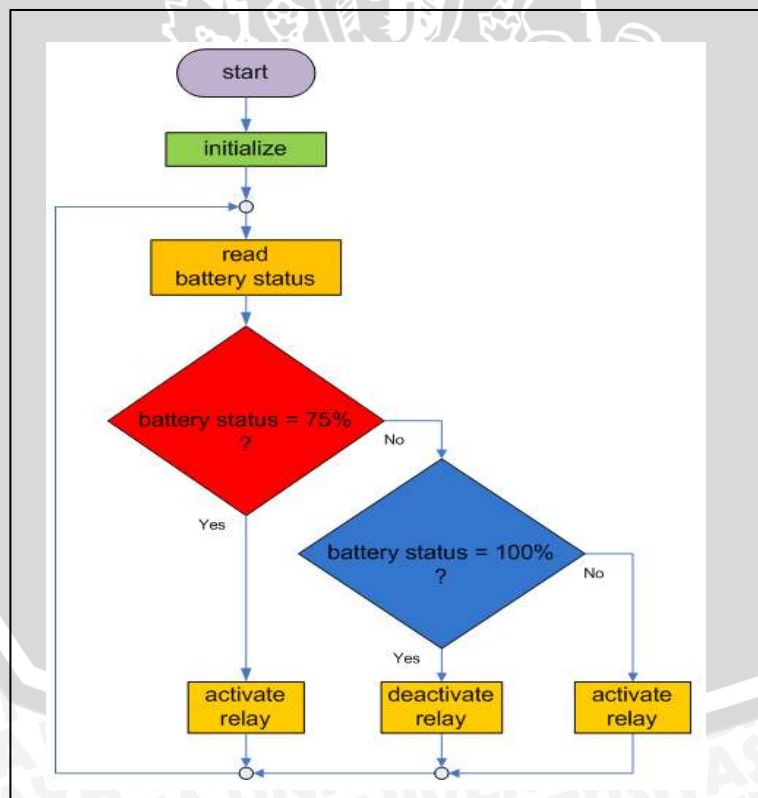 start
initialize
read
battery status
battery status = 75%
?
No
Yes
battery status = 100%
?
No
Yes
activate
relay
deactivate
relay
activate
relay